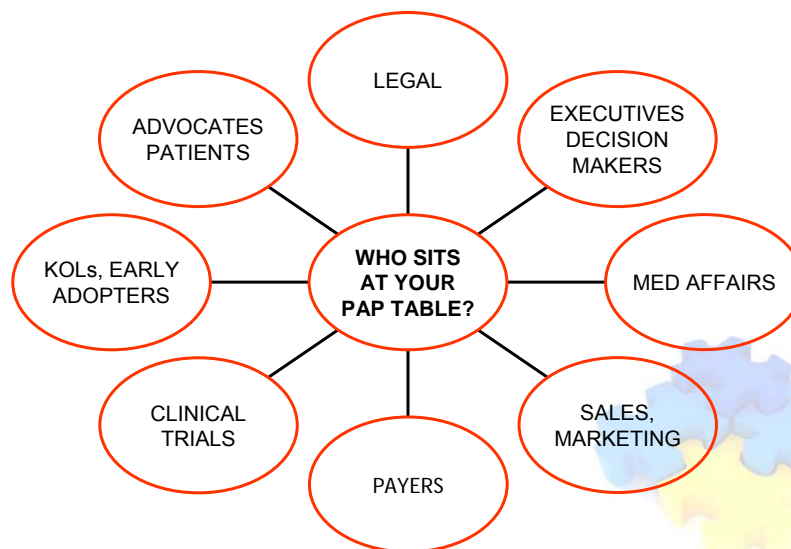 LEGAL
EXECUTIVES
DECISION
MAKERS
ADVOCATES
PATIENTS
WHO SITS
AT YOUR
PAP TABLE?
KOLs, EARLY
ADOPTERS
MED AFFAIRS
CLINICAL
TRIALS
SALES,
MARKETING
PAYERS